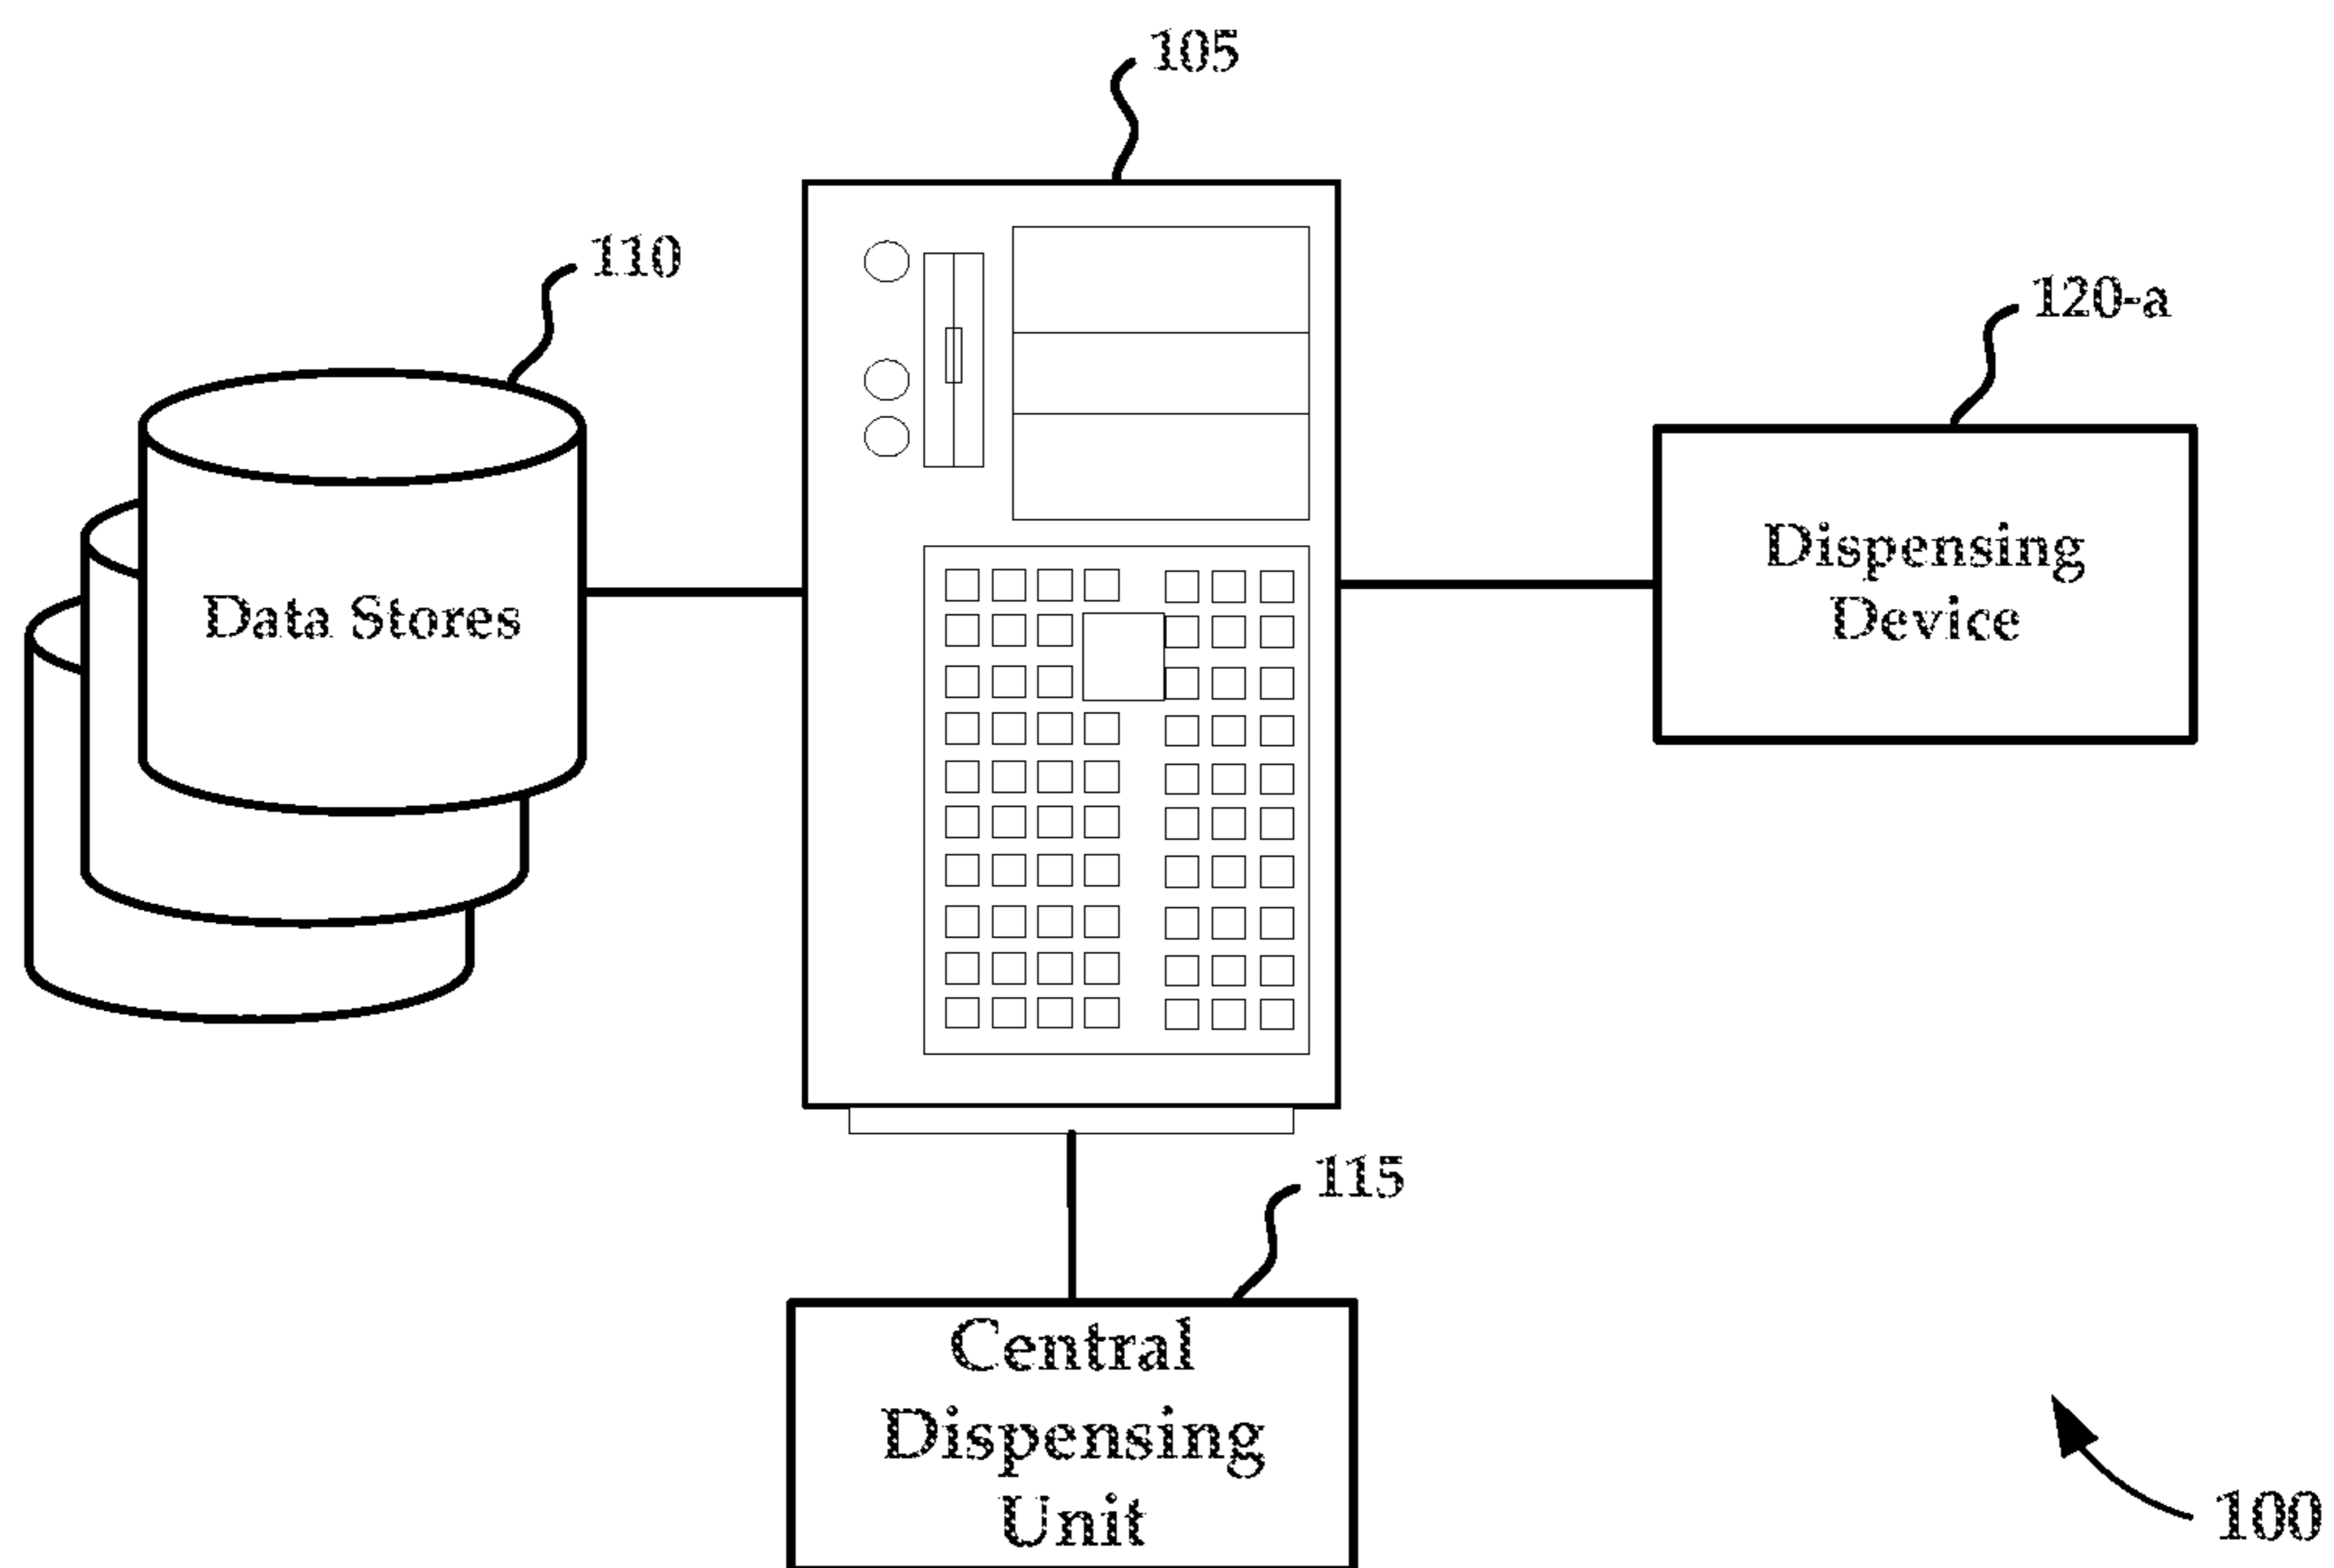 105
110
120-a
Data Stores
Dispensing
Device
115
Central
Dispensing
Unit
100